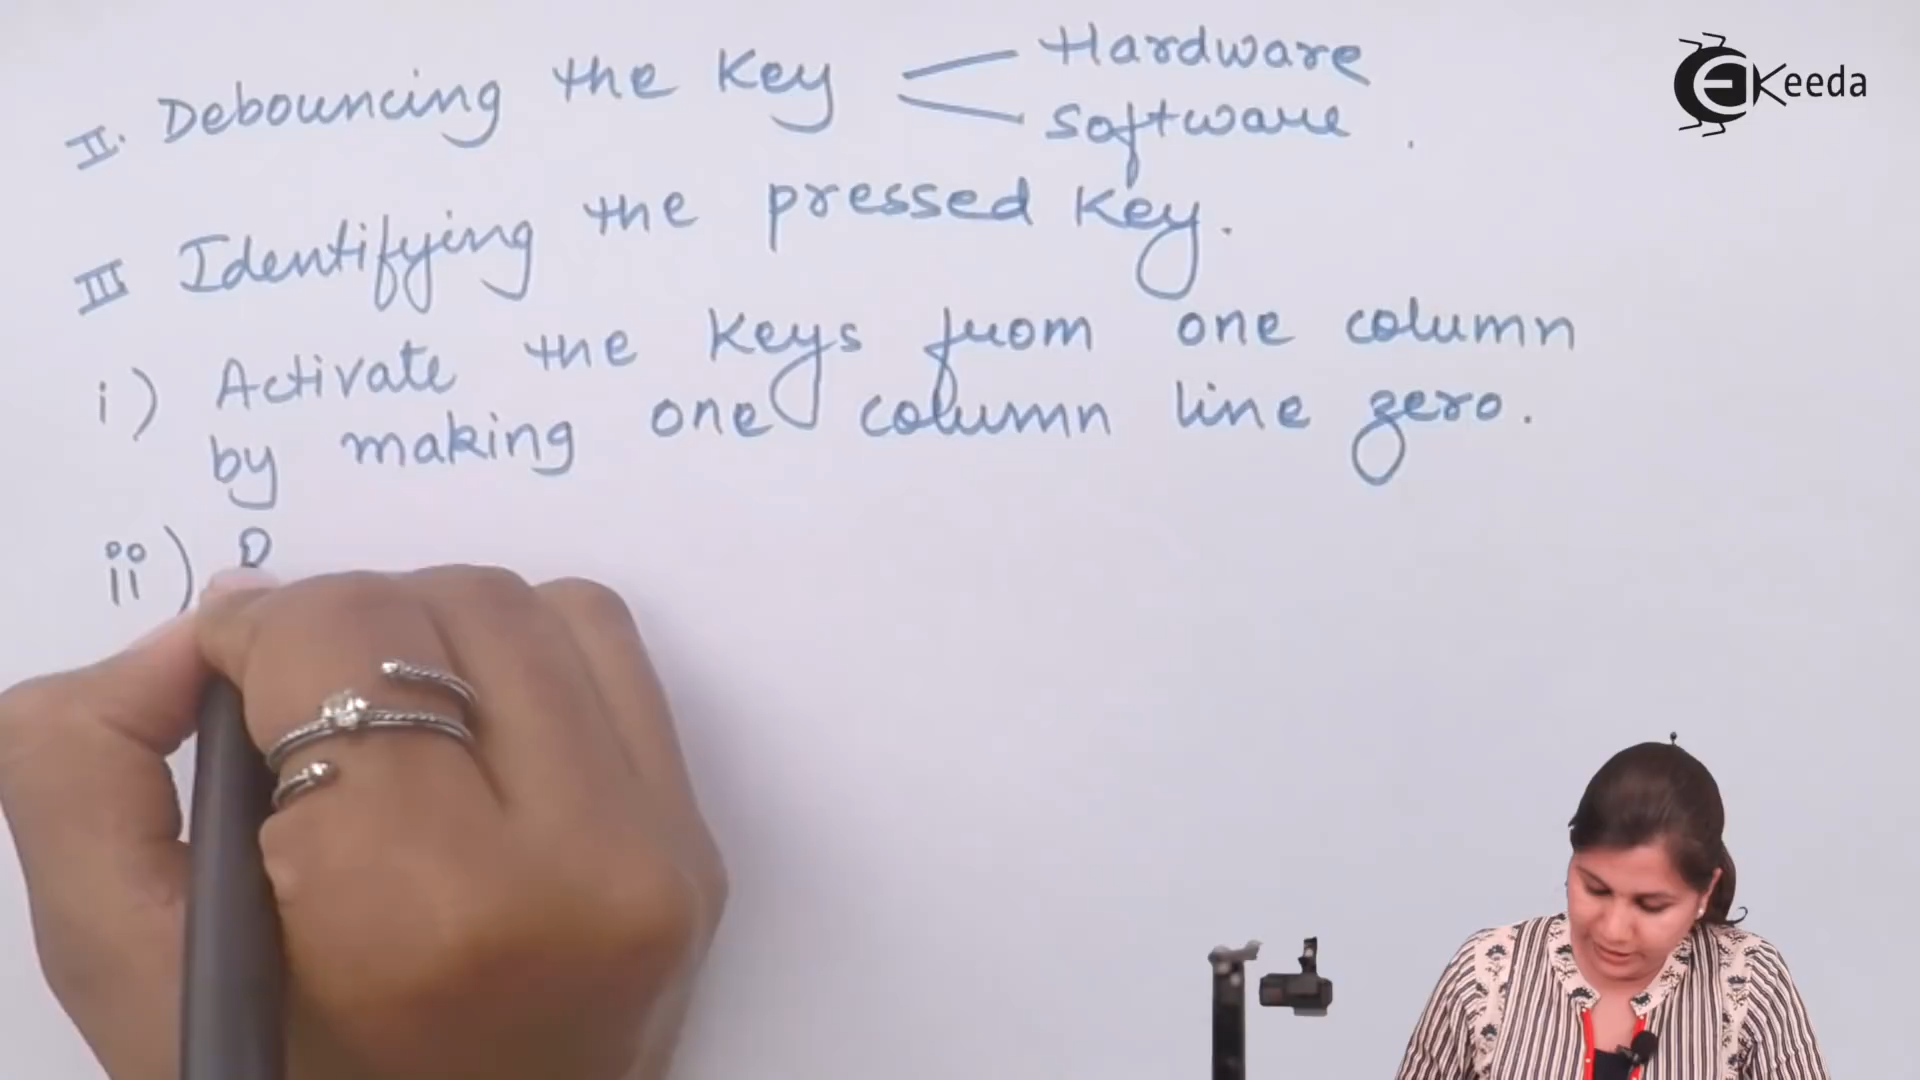 II. Debouncing the Key Hardware
Software.
III Identifying the pressed Key.
i) Activate the keys from one column
by making one column line zero.
ii)
EKeeda